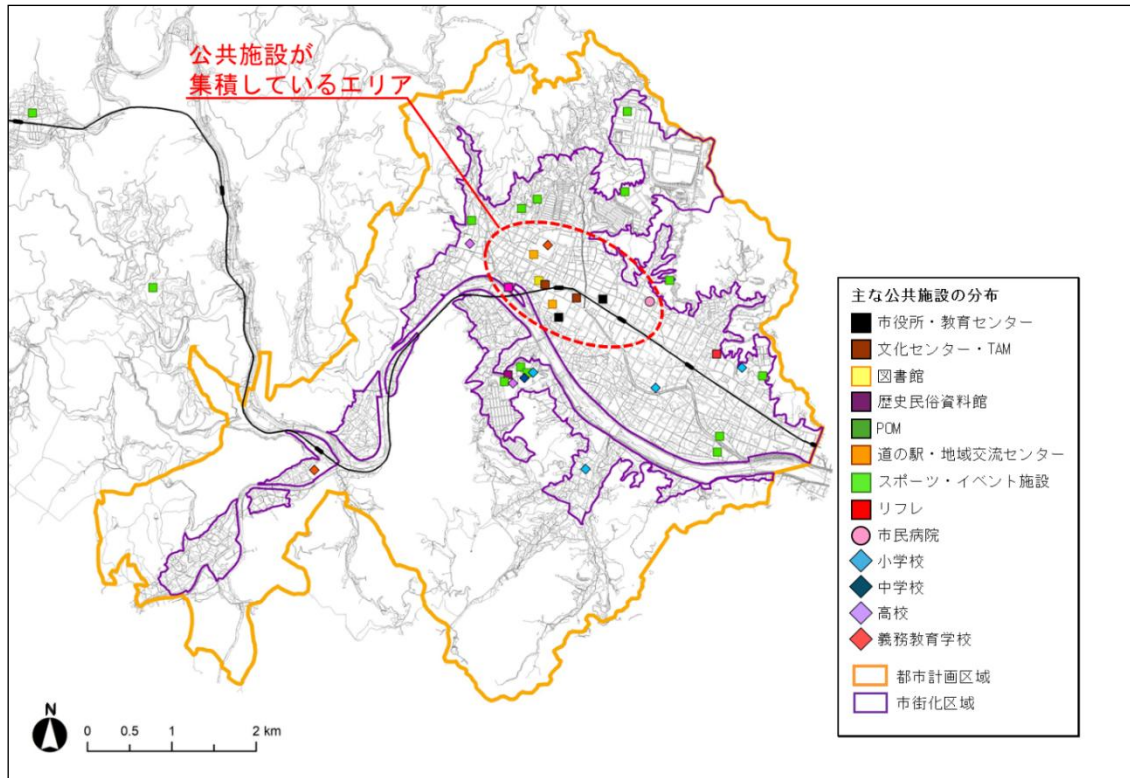 公共施設が
集積しているエリア
主な公共施設の分布
市役所・教育センター
文化センター・TAM
図書館
歴史民俗資料館
POM
道の駅・地域交流センター
スポーツ・イベント施設
リフレ
市民病院
小学校
中学校
高校
義務教育学校
都市計画区域
市街化区域
N
0 0.5 1 2 km